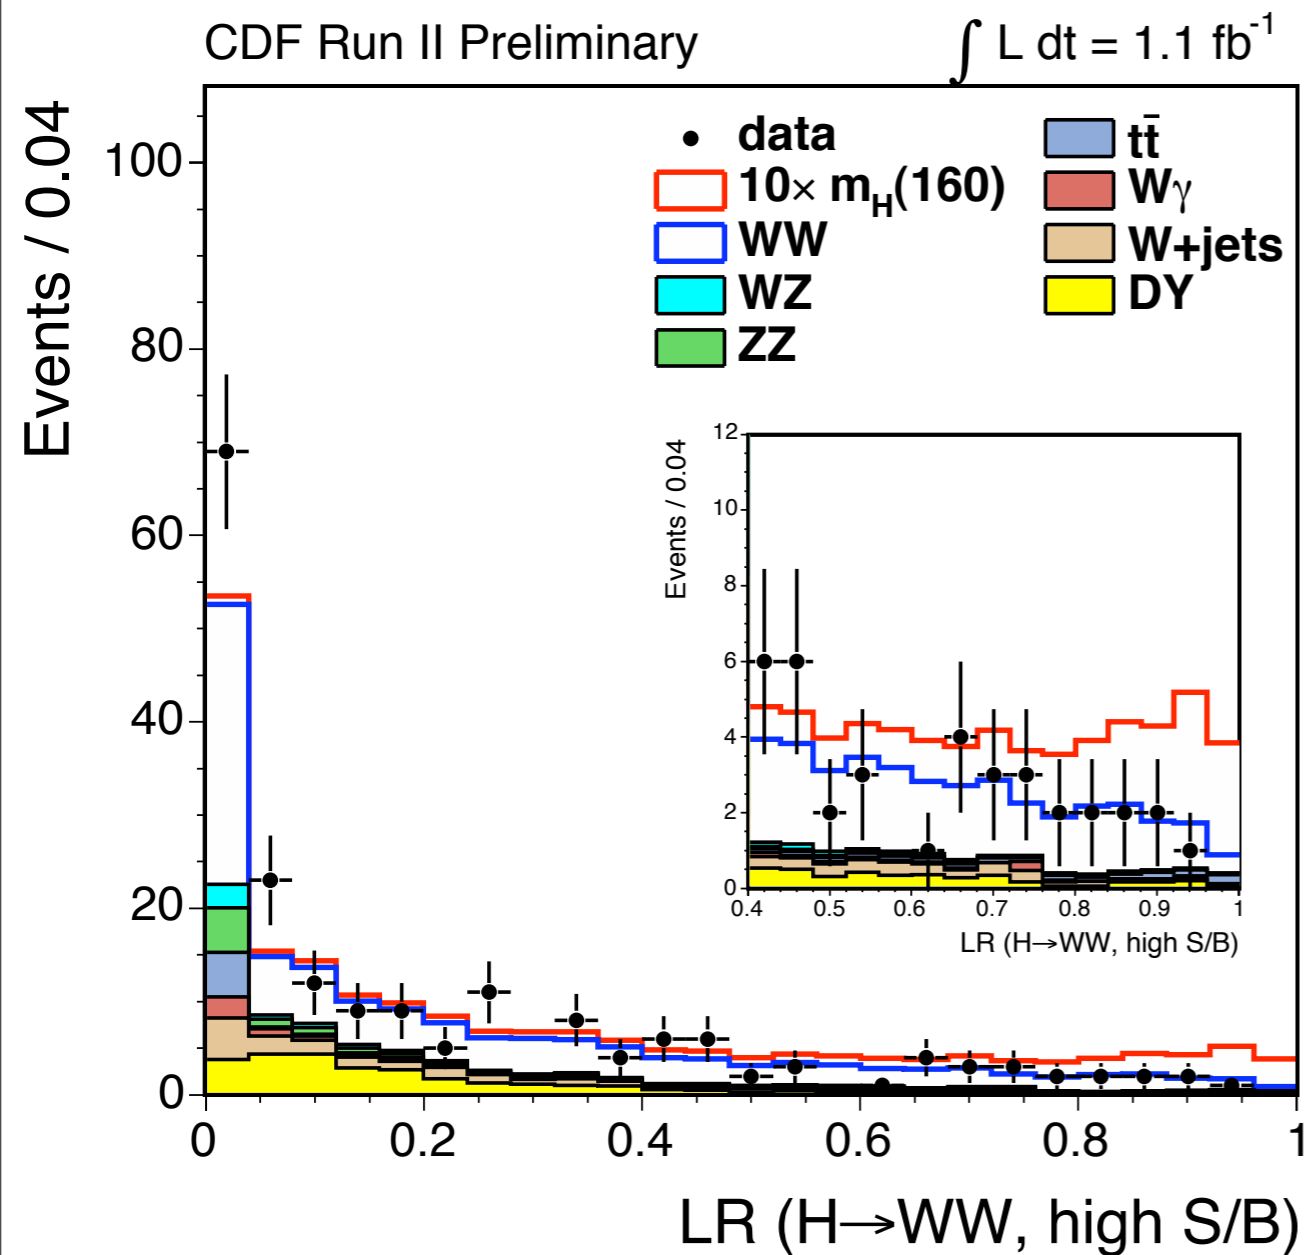 CDF Run II Preliminary
∫ L dt = 1.1 fb⁻¹
Events / 0.04
100
80
60
40
20
0
data
10× m_H(160)
WW
WZ
ZZ
tt̄
Wγ
W+jets
DY
Events / 0.04
12
10
8
6
4
2
0
0.4 0.5 0.6 0.7 0.8 0.9 1
LR (H→WW, high S/B)
0 0.2 0.4 0.6 0.8 1
LR (H→WW, high S/B)